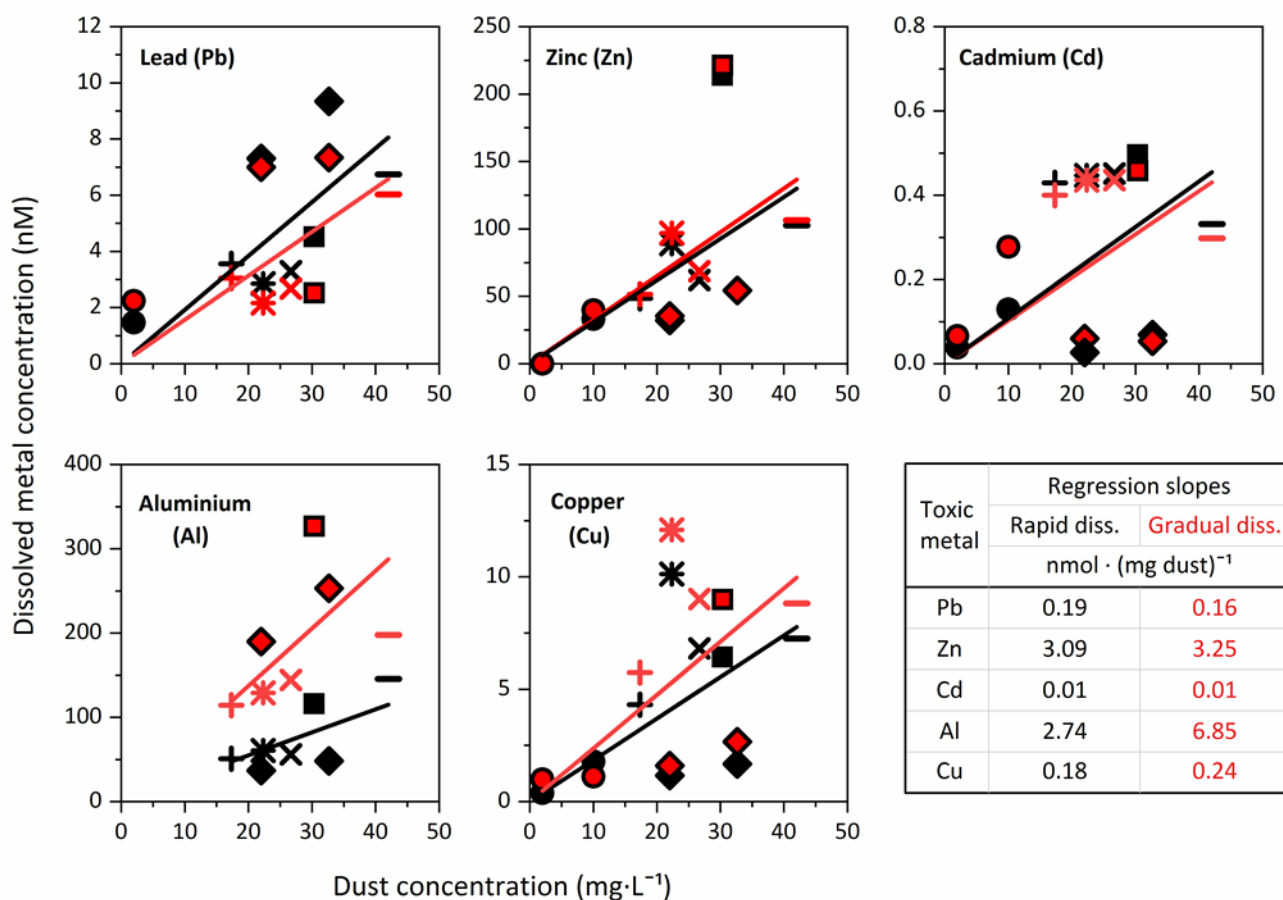 Dissolved metal concentration (nM)
Lead (Pb)
12
10
8
6
4
2
0
0 10 20 30 40 50
Zinc (Zn)
250
200
150
100
50
0
0 10 20 30 40 50
Cadmium (Cd)
0.8
0.6
0.4
0.2
0.0
0 10 20 30 40 50
Aluminium
(Al)
400
300
200
100
0
0 10 20 30 40 50
Copper
(Cu)
15
10
5
0
0 10 20 30 40 50
Dust concentration (mg·L⁻¹)
Toxic metal Regression slopes
Rapid diss. Gradual diss.
nmol · (mg dust)⁻¹
Pb 0.19 0.16
Zn 3.09 3.25
Cd 0.01 0.01
Al 2.74 6.85
Cu 0.18 0.24